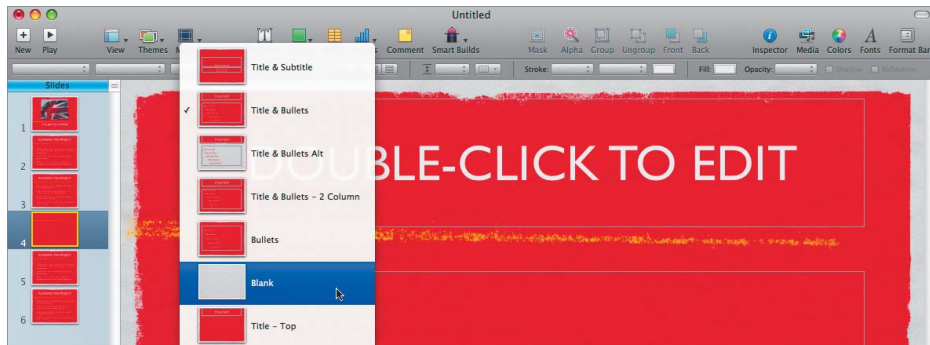 Untitled
New Play View Themes Comment Smart Builds Mask Alpha Group Ungroup Front Back Inspector Media Colors Fonts Format Bar
Stroke: Fill: Opacity: Shadow Reflection
Slides
Title & Subtitle
✓ Title & Bullets
Title & Bullets Alt
Title & Bullets – 2 Column
Bullets
Blank
Title – Top
1
2
3
4
5
6
DOUBLE-CLICK TO EDIT